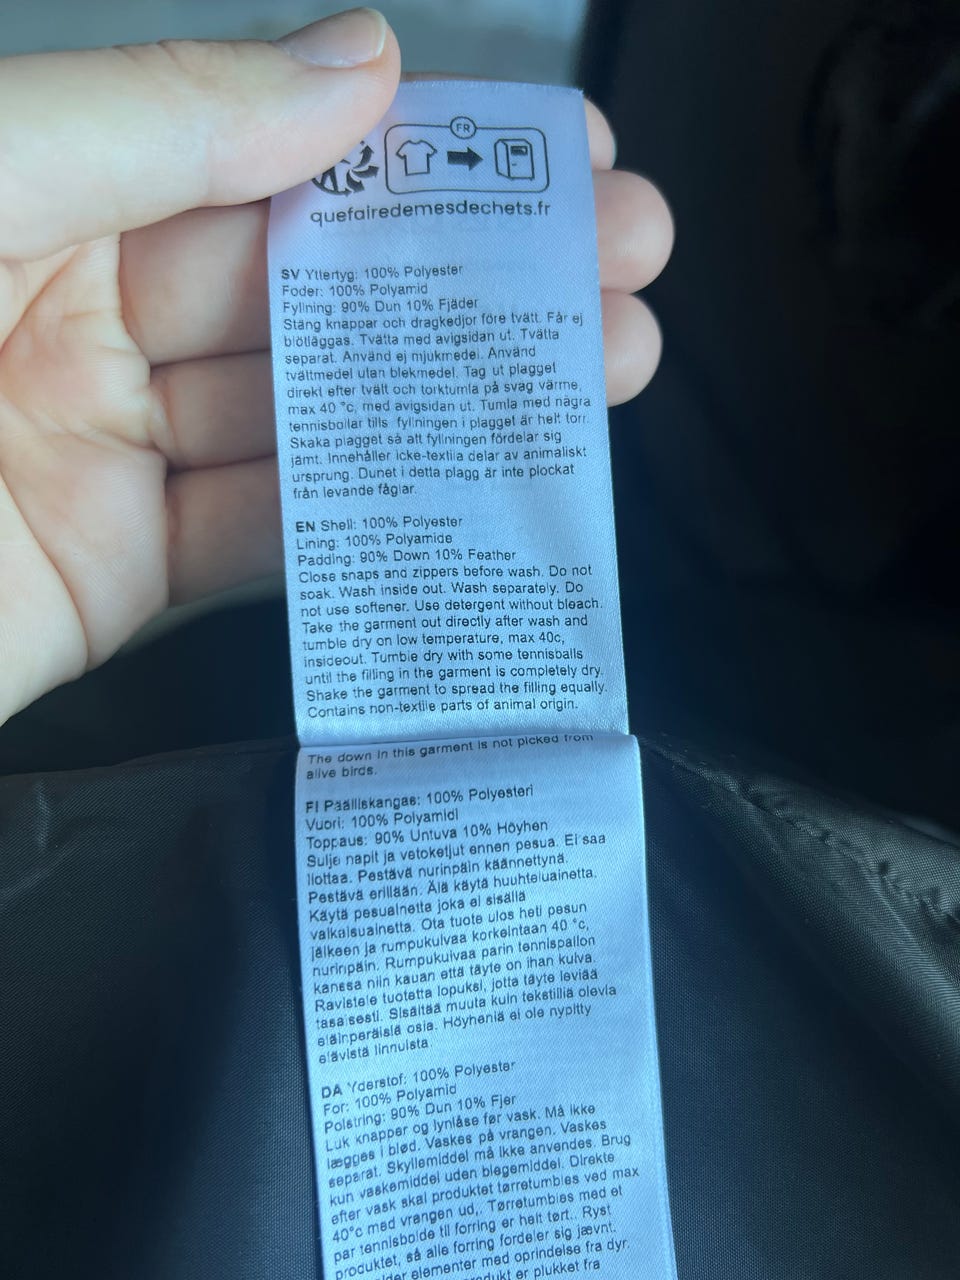 FR
quefairedemesdechets.fr
SV Yttertyg: 100% Polyester
Foder: 100% Polyamid
Fyllning: 90% Dun 10% Fjäder
Stäng knappar och dragkedjor före tvätt. Får ej
blötläggas. Tvätta med avigsidan ut. Tvätta
separat. Använd ej mjukmedel. Använd
tvättmedel utan blekmedel. Tag ut plagget
direkt efter tvätt och torktumla på svag värme,
max 40 °c, med avigsidan ut. Tumla med några
tennisbollar tills fyllningen i plagget är helt torr.
Skaka plagget så att fyllningen fördelar sig
jämt. Innehåller icke-textila delar av animaliskt
ursprung. Dunet i detta plagg är inte plockat
från levande fåglar.
EN Shell: 100% Polyester
Lining: 100% Polyamide
Padding: 90% Down 10% Feather
Close snaps and zippers before wash. Do not
soak. Wash inside out. Wash separately. Do
not use softener. Use detergent without bleach.
Take the garment out directly after wash and
tumble dry on low temperature, max 40c,
insideout. Tumble dry with some tennisballs
until the filling in the garment is completely dry.
Shake the garment to spread the filling equally.
Contains non-textile parts of animal origin.
The down in this garment is not picked from
alive birds.
FI Päälliskangas: 100% Polyesteri
Vuori: 100% Polyamidi
Toppaus: 90% Untuva 10% Höyhen
Sulje napit ja vetoketjut ennen pesua. Ei saa
liottaa. Pestävä nurinpäin käännettynä.
Pestävä erillään. Älä käytä huuhteluainetta.
Käytä pesuainetta joka ei sisällä
valkaisuainetta. Ota tuote ulos heti pesun
jälkeen ja rumpukuivaa korkeintaan 40 °c,
nurinpäin. Rumpukuivaa parin tennispallon
kanssa niin kauan että täyte on ihan kuiva.
Ravistele tuotetta lopuksi, jotta täyte leviää
tasaisesti. Sisältää muuta kuin tekstiiliä olevia
eläinperäisiä osia. Höyheniä ei ole nypitty
elävistä linnuista.
DA Yderstof: 100% Polyester
For: 100% Polyamid
Polstring: 90% Dun 10% Fjer
Luk knapper og lynlåse før vask. Må ikke
lægges i blød. Vaskes på vrangen. Vaskes
separat. Skyllemiddel må ikke anvendes. Brug
kun vaskemiddel uden blegemiddel. Direkte
efter vask skal produktet tørretumbles ved max
40°c med vrangen ud,. Tørretumbles med et
par tennisbolde til forring er helt tørt.. Ryst
produktet, så alle forring fordeler sig jævnt.
elementer med oprindelse fra dyr.
er plukket fra